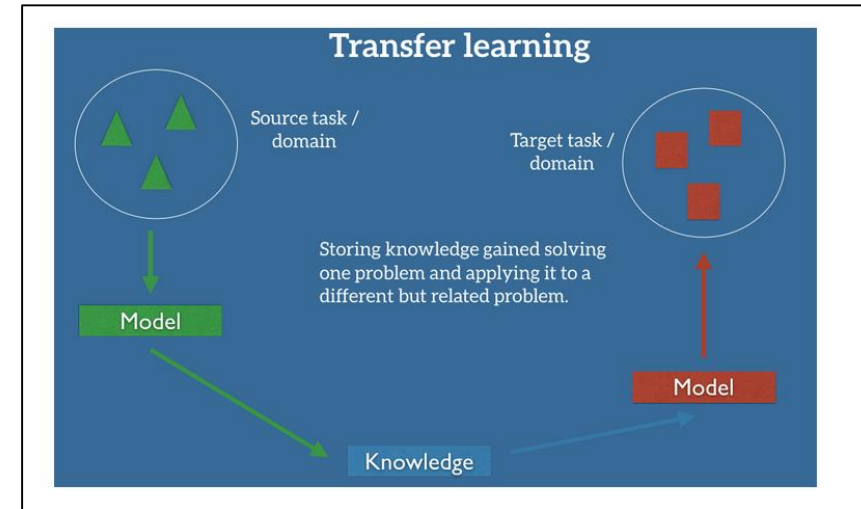 Transfer learning
Source task /
domain
Target task /
domain
Storing knowledge gained solving
one problem and applying it to a
different but related problem.
Model
Model
Knowledge